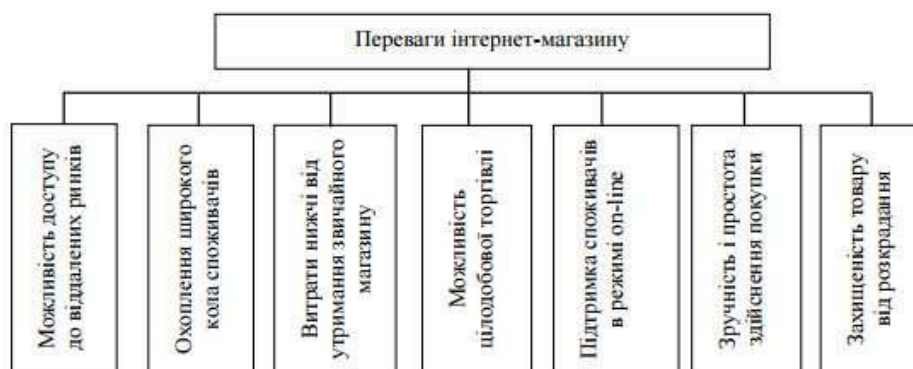 Переваги інтернет-магазину
Можливість доступу
до віддалених ринків
Охоплення широкого
кола споживачів
Витрати нижчі від
утримання звичайного
магазину
Можливість
цілодобової торгівлі
Підтримка споживачів
в режимі on-line
Зручність і простота
здійснення покупки
Захищеність товару
від розкрадання